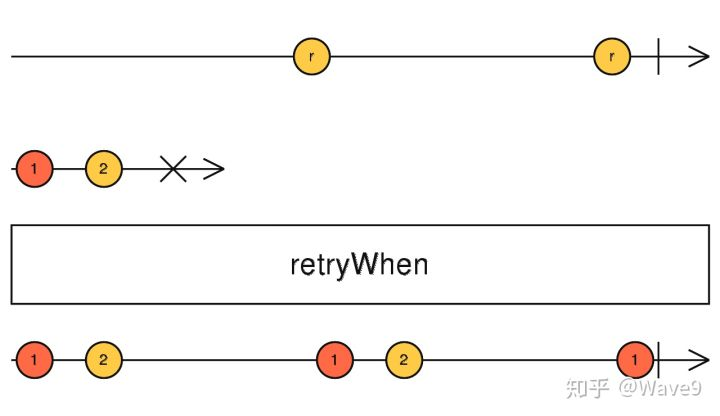 r r
1 2
retryWhen
1 2 1 2 1
知乎 @Wave9